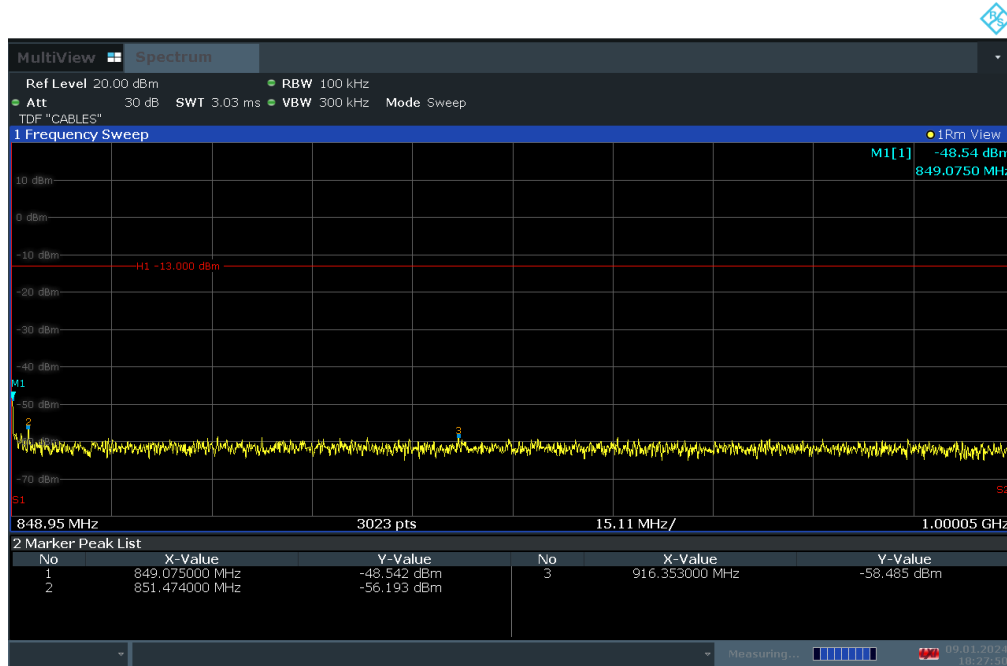 R S
MultiView Spectrum
Ref Level 20.00 dBm RBW 100 kHz
Att 30 dB SWT 3.03 ms VBW 300 kHz Mode Sweep
TDF "CABLES"
1 Frequency Sweep 1Rm View
M1[1] -48.54 dBm
849.0750 MHz
10 dBm
0 dBm
-10 dBm
H1 -13.000 dBm
-20 dBm
-30 dBm
-40 dBm
M1
-50 dBm
2
3
-70 dBm
S1 S2
848.95 MHz 3023 pts 15.11 MHz/ 1.00005 GHz
2 Marker Peak List
No X-Value Y-Value No X-Value Y-Value
1 849.075000 MHz -48.542 dBm 3 916.353000 MHz -58.485 dBm
2 851.474000 MHz -56.193 dBm
Measuring... 09.01.2024